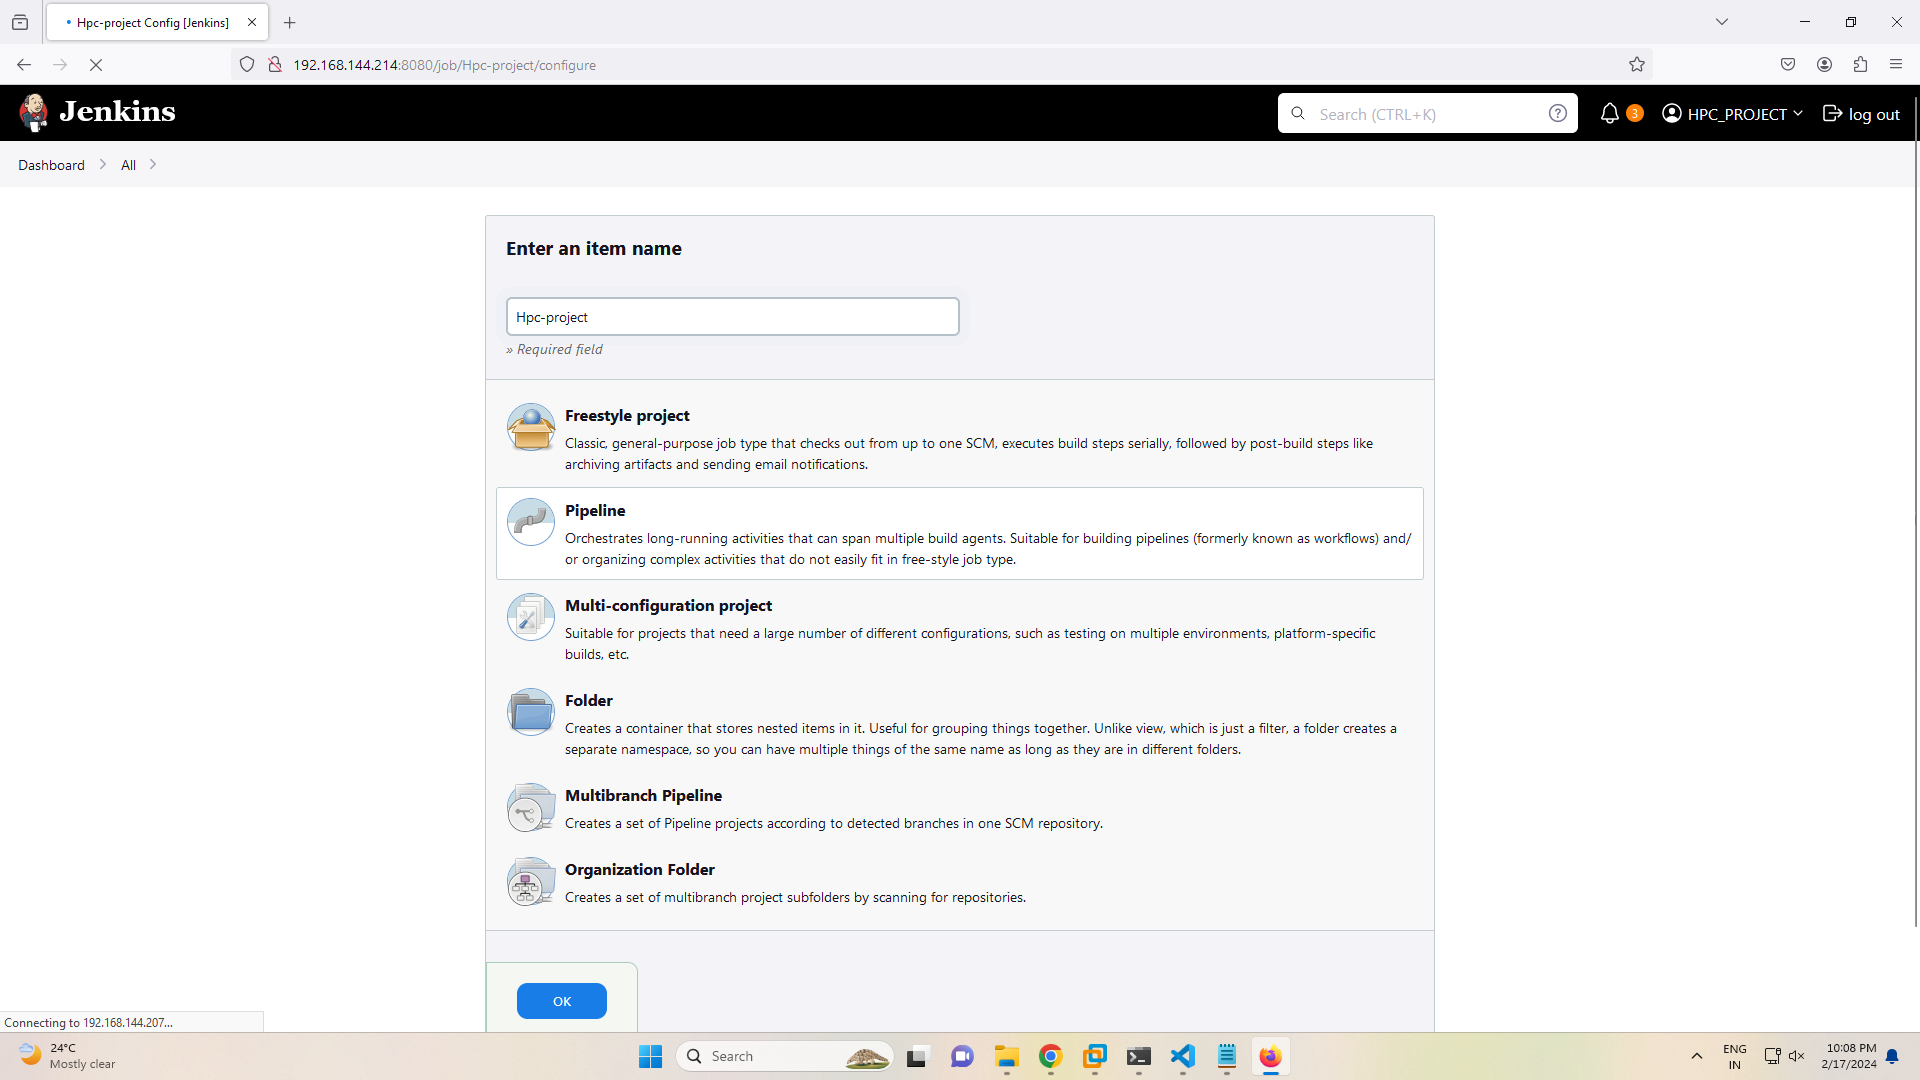 Hpc-project Config [Jenkins]
192.168.144.214:8080/job/Hpc-project/configure
Jenkins
Search (CTRL+K)
3
HPC_PROJECT
log out
Dashboard
All
Enter an item name
Hpc-project
» Required field
Freestyle project
Classic, general-purpose job type that checks out from up to one SCM, executes build steps serially, followed by post-build steps like
archiving artifacts and sending email notifications.
Pipeline
Orchestrates long-running activities that can span multiple build agents. Suitable for building pipelines (formerly known as workflows) and/
or organizing complex activities that do not easily fit in free-style job type.
Multi-configuration project
Suitable for projects that need a large number of different configurations, such as testing on multiple environments, platform-specific
builds, etc.
Folder
Creates a container that stores nested items in it. Useful for grouping things together. Unlike view, which is just a filter, a folder creates a
separate namespace, so you can have multiple things of the same name as long as they are in different folders.
Multibranch Pipeline
Creates a set of Pipeline projects according to detected branches in one SCM repository.
Organization Folder
Creates a set of multibranch project subfolders by scanning for repositories.
OK
Connecting to 192.168.144.207...
24°C
Mostly clear
Search
ENG
IN
10:08 PM
2/17/2024